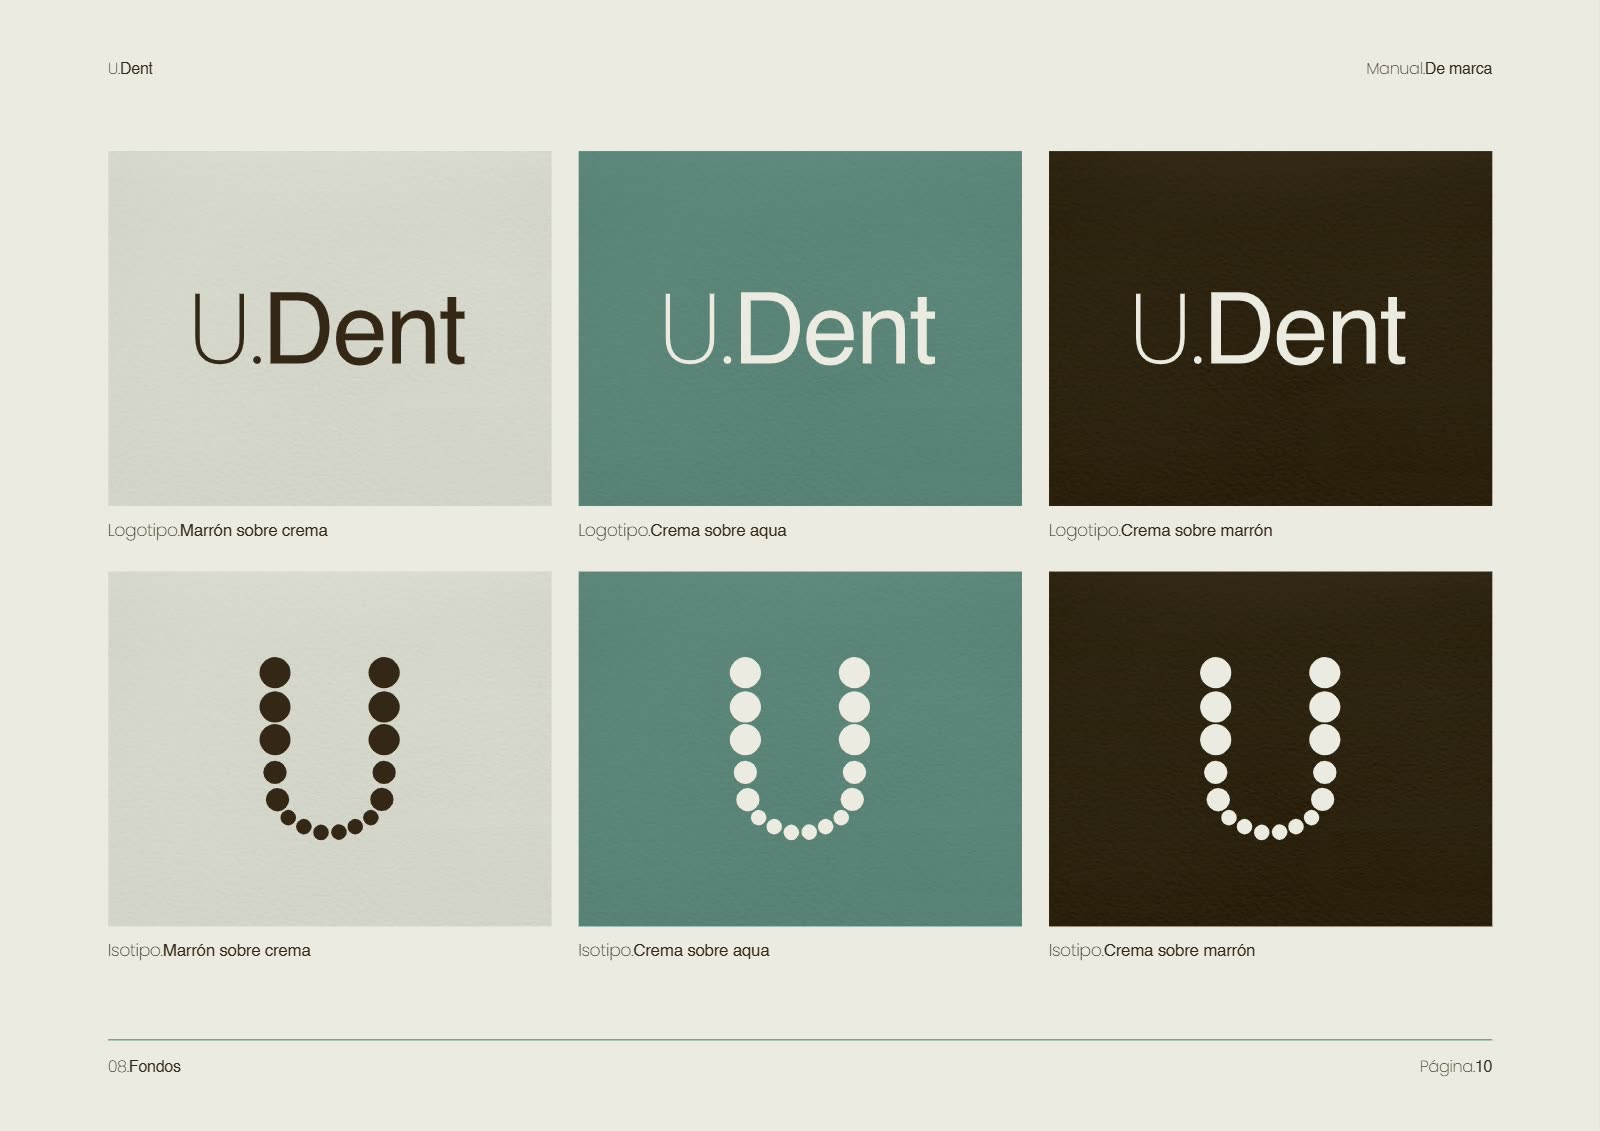 U.Dent
Manual.De marca
U.Dent
U.Dent
U.Dent
Logotipo.Marrón sobre crema
Logotipo.Crema sobre aqua
Logotipo.Crema sobre marrón
Isotipo.Marrón sobre crema
Isotipo.Crema sobre aqua
Isotipo.Crema sobre marrón
08.Fondos
Página.10